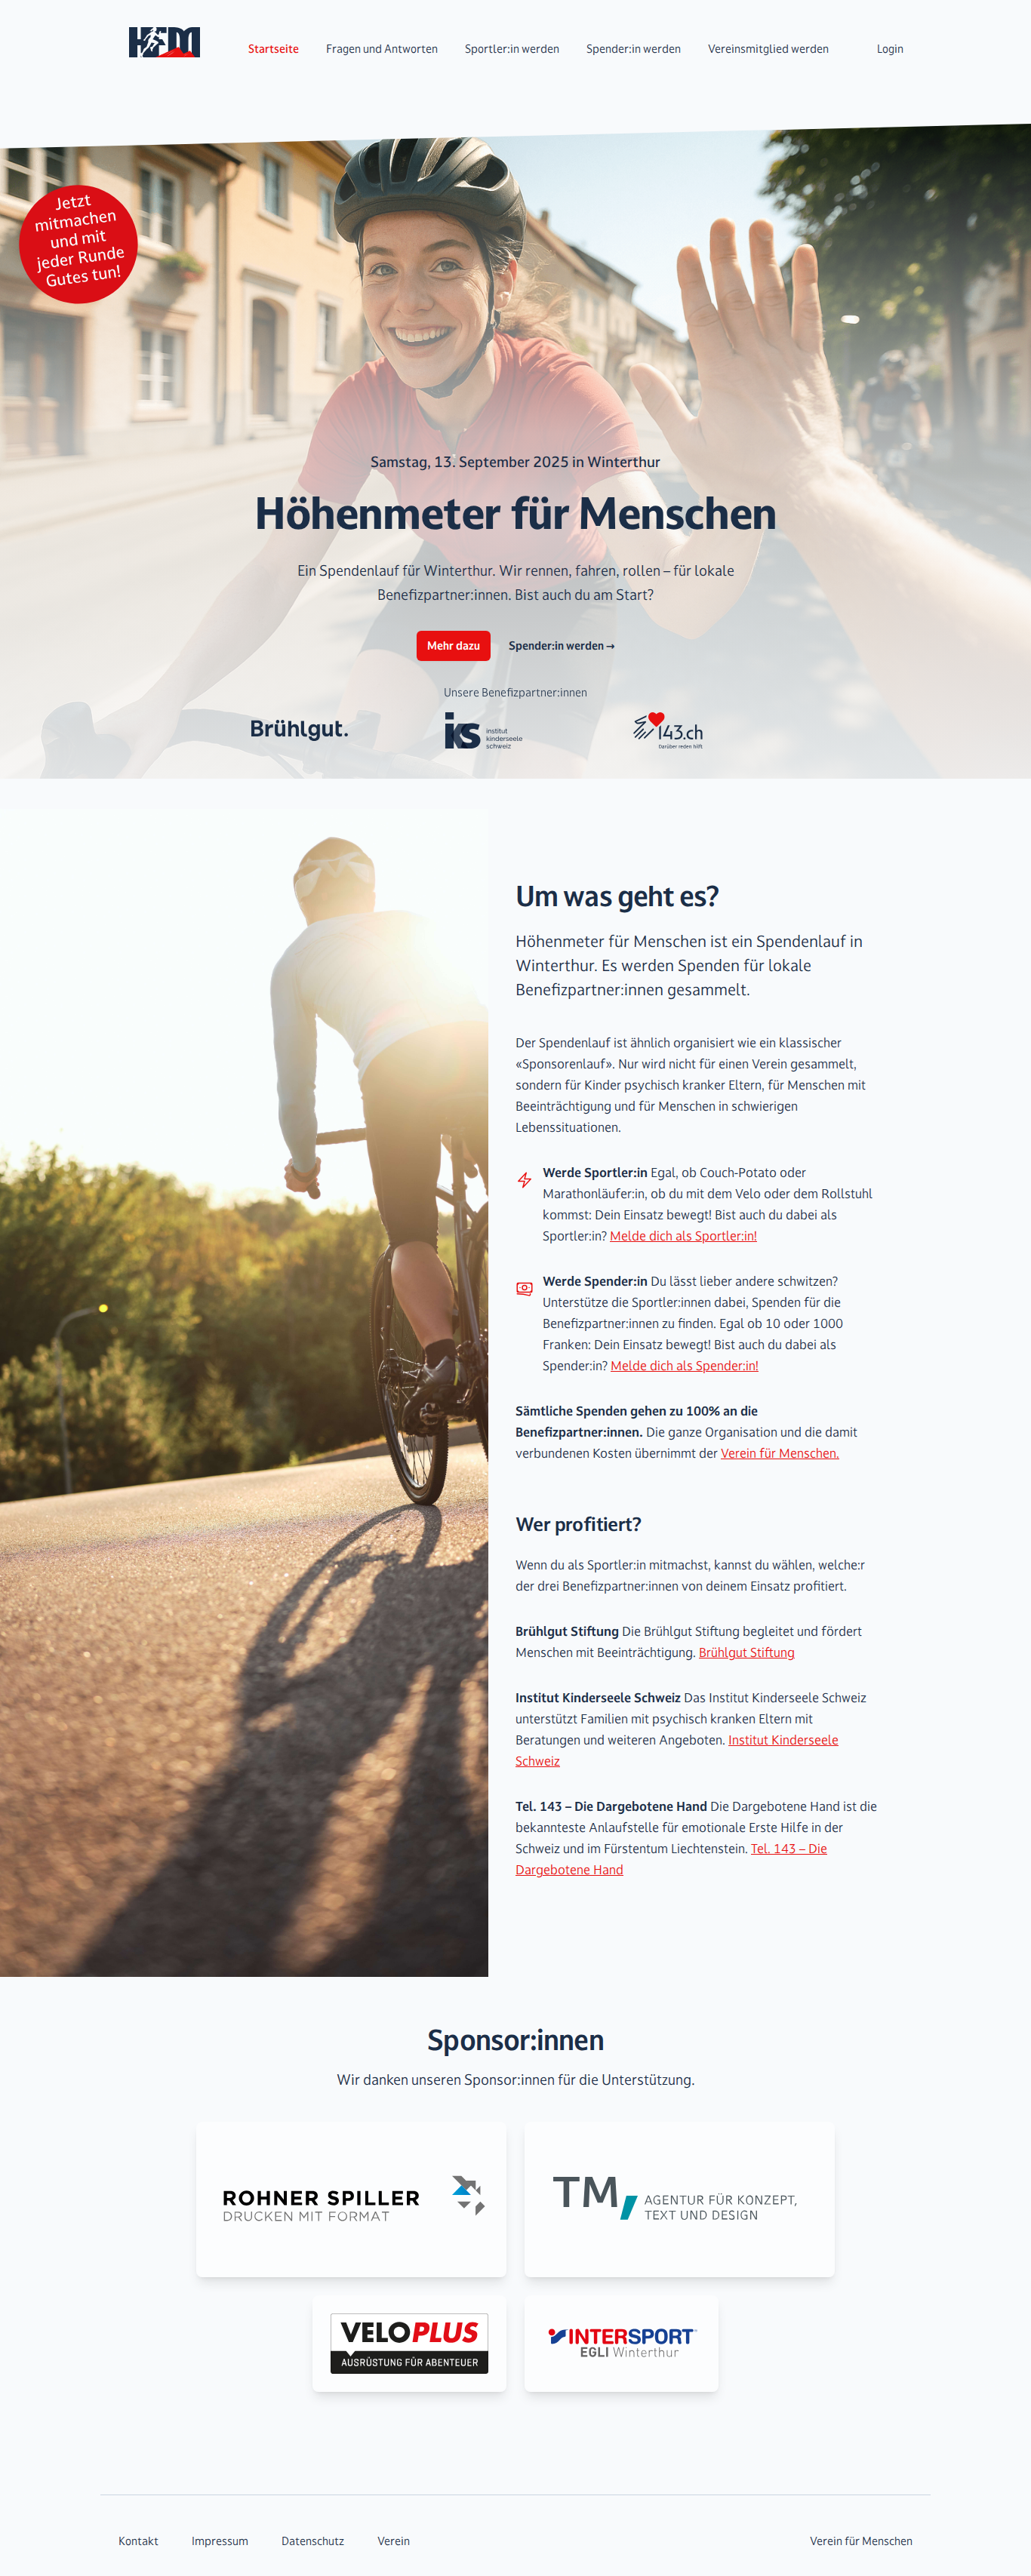 HFM
Startseite
Fragen und Antworten
Sportler:in werden
Spender:in werden
Vereinsmitglied werden
Login
Jetzt
mitmachen
und mit
jeder Runde
Gutes tun!
Samstag, 13. September 2025 in Winterthur
Höhenmeter für Menschen
Ein Spendenlauf für Winterthur. Wir rennen, fahren, rollen – für lokale
Benefizpartner:innen. Bist auch du am Start?
Mehr dazu
Spender:in werden →
Unsere Benefizpartner:innen
Brühlgut.
iks
institut
kinderseele
schweiz
143.ch
Darüber reden hilft
Um was geht es?
Höhenmeter für Menschen ist ein Spendenlauf in
Winterthur. Es werden Spenden für lokale
Benefizpartner:innen gesammelt.
Der Spendenlauf ist ähnlich organisiert wie ein klassischer
«Sponsorenlauf». Nur wird nicht für einen Verein gesammelt,
sondern für Kinder psychisch kranker Eltern, für Menschen mit
Beeinträchtigung und für Menschen in schwierigen
Lebenssituationen.
Werde Sportler:in Egal, ob Couch-Potato oder
Marathonläufer:in, ob du mit dem Velo oder dem Rollstuhl
kommst: Dein Einsatz bewegt! Bist auch du dabei als
Sportler:in? Melde dich als Sportler:in!
Werde Spender:in Du lässt lieber andere schwitzen?
Unterstütze die Sportler:innen dabei, Spenden für die
Benefizpartner:innen zu finden. Egal ob 10 oder 1000
Franken: Dein Einsatz bewegt! Bist auch du dabei als
Spender:in? Melde dich als Spender:in!
Sämtliche Spenden gehen zu 100% an die
Benefizpartner:innen. Die ganze Organisation und die damit
verbundenen Kosten übernimmt der Verein für Menschen.
Wer profitiert?
Wenn du als Sportler:in mitmachst, kannst du wählen, welche:r
der drei Benefizpartner:innen von deinem Einsatz profitiert.
Brühlgut Stiftung Die Brühlgut Stiftung begleitet und fördert
Menschen mit Beeinträchtigung. Brühlgut Stiftung
Institut Kinderseele Schweiz Das Institut Kinderseele Schweiz
unterstützt Familien mit psychisch kranken Eltern mit
Beratungen und weiteren Angeboten. Institut Kinderseele
Schweiz
Tel. 143 – Die Dargebotene Hand Die Dargebotene Hand ist die
bekannteste Anlaufstelle für emotionale Erste Hilfe in der
Schweiz und im Fürstentum Liechtenstein. Tel. 143 – Die
Dargebotene Hand
Sponsor:innen
Wir danken unseren Sponsor:innen für die Unterstützung.
ROHNER SPILLER
DRUCKEN MIT FORMAT
TM,
AGENTUR FÜR KONZEPT,
TEXT UND DESIGN
VELOPLUS
AUSRÜSTUNG FÜR ABENTEUER
INTERSPORT
EGLI Winterthur
Kontakt
Impressum
Datenschutz
Verein
Verein für Menschen